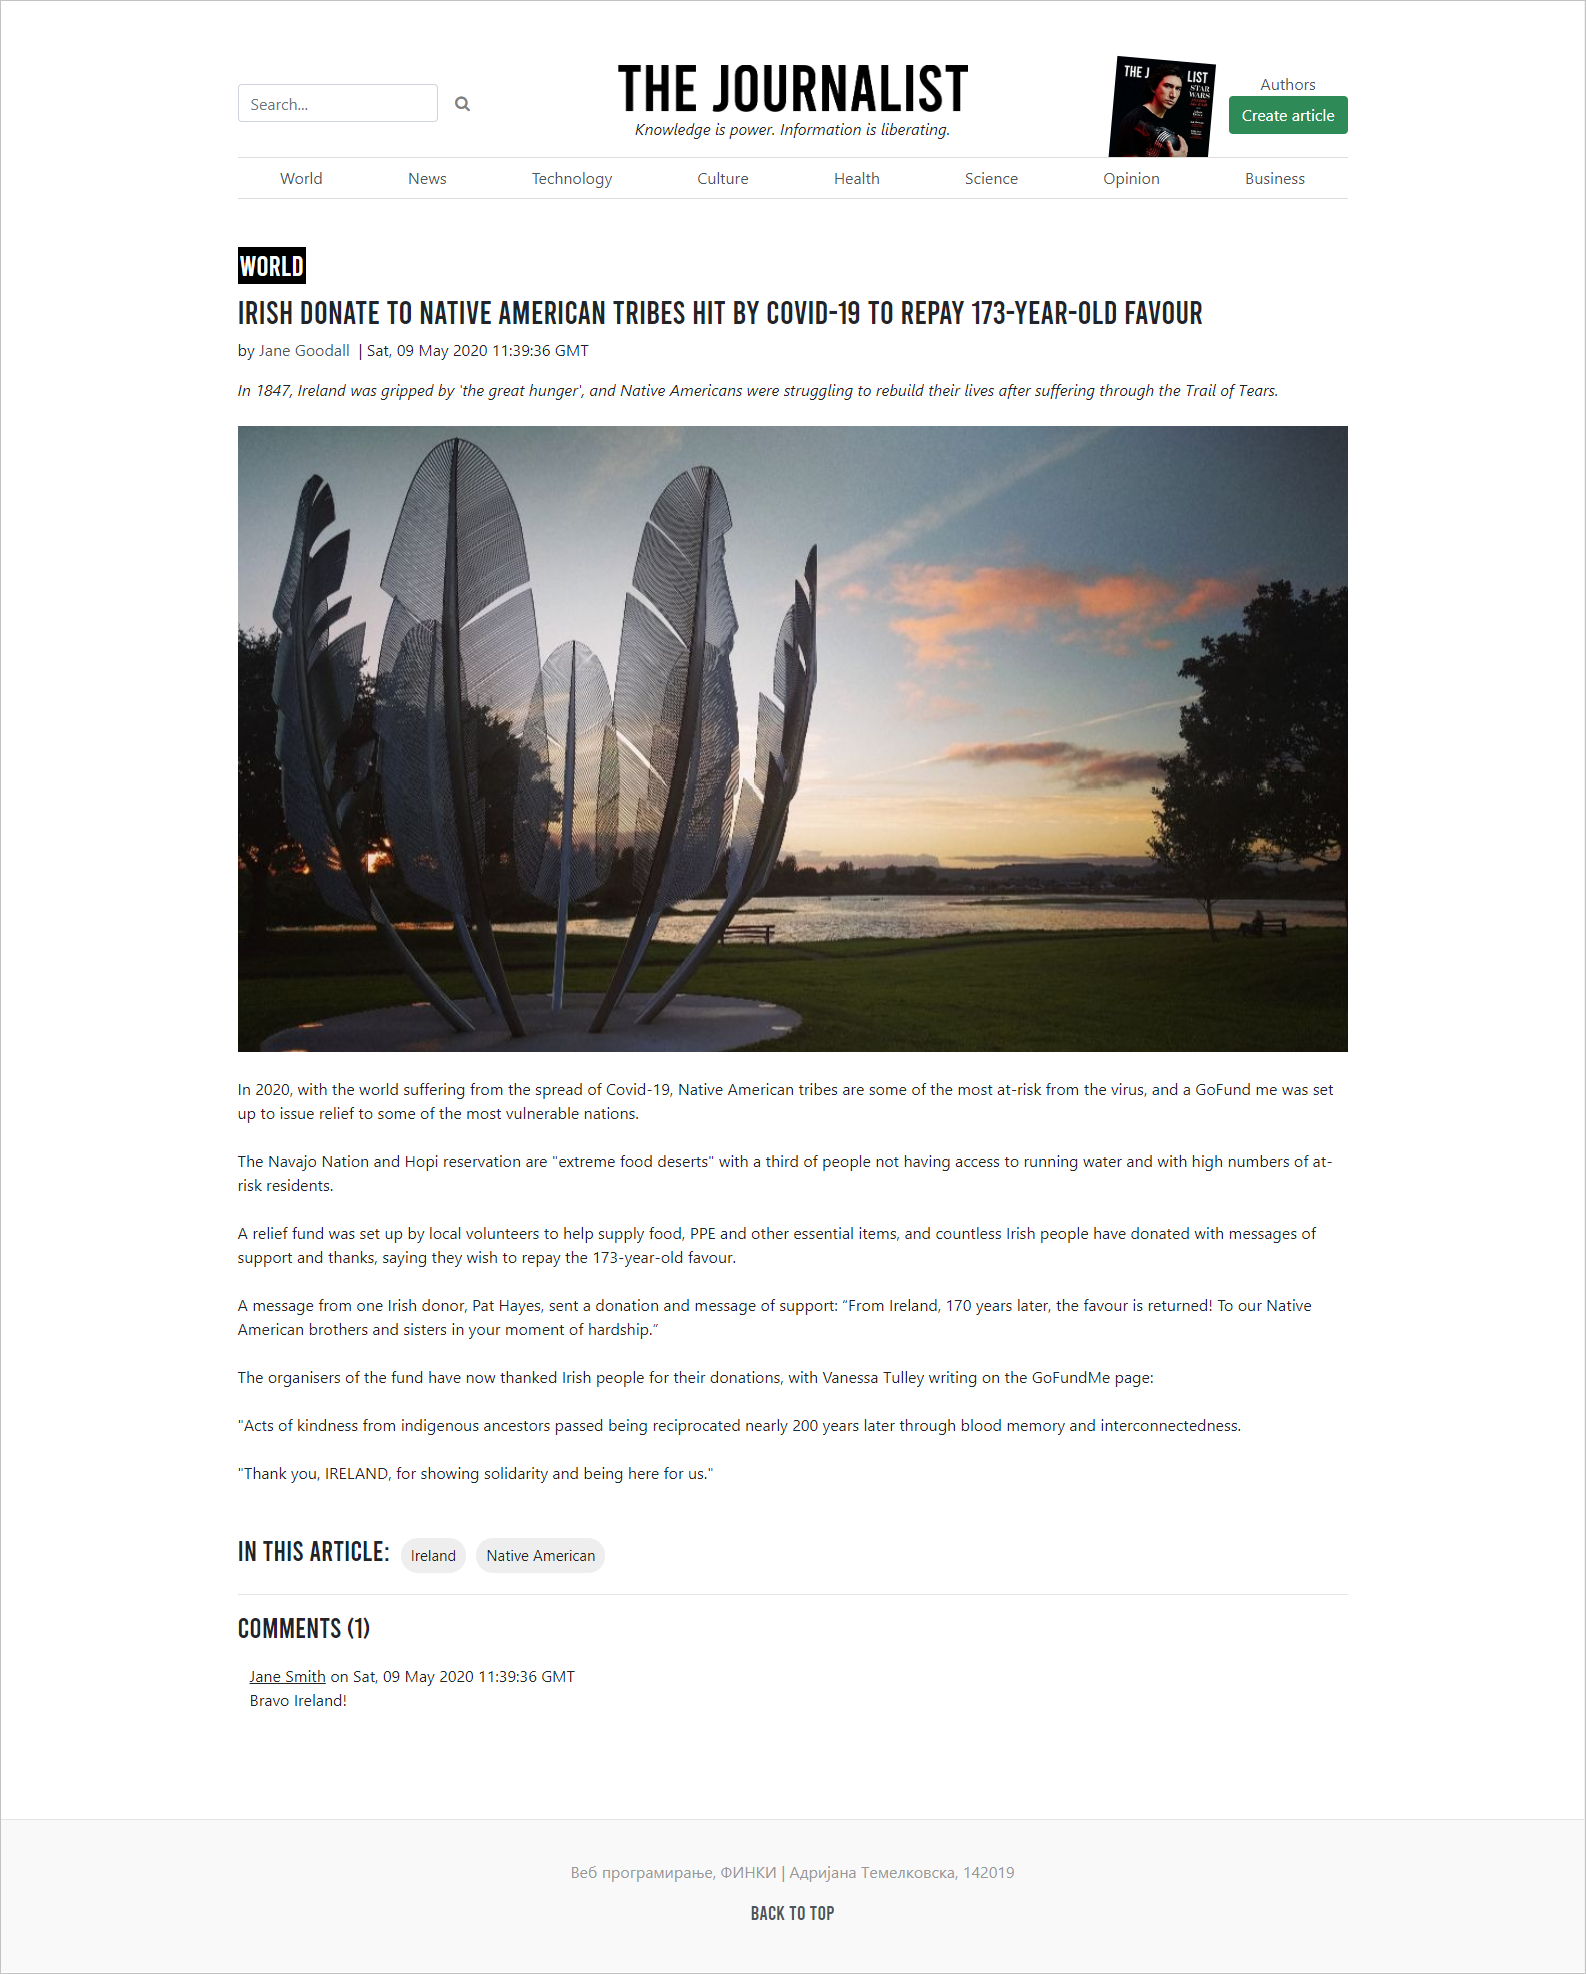 Search...
THE JOURNALIST
Knowledge is power. Information is liberating.
THE J LIST
STAR
WARS
Authors
Create article
World News Technology Culture Health Science Opinion Business
WORLD
IRISH DONATE TO NATIVE AMERICAN TRIBES HIT BY COVID-19 TO REPAY 173-YEAR-OLD FAVOUR
by Jane Goodall | Sat, 09 May 2020 11:39:36 GMT
In 1847, Ireland was gripped by 'the great hunger', and Native Americans were struggling to rebuild their lives after suffering through the Trail of Tears.
In 2020, with the world suffering from the spread of Covid-19, Native American tribes are some of the most at-risk from the virus, and a GoFund me was set
up to issue relief to some of the most vulnerable nations.
The Navajo Nation and Hopi reservation are "extreme food deserts" with a third of people not having access to running water and with high numbers of at-
risk residents.
A relief fund was set up by local volunteers to help supply food, PPE and other essential items, and countless Irish people have donated with messages of
support and thanks, saying they wish to repay the 173-year-old favour.
A message from one Irish donor, Pat Hayes, sent a donation and message of support: “From Ireland, 170 years later, the favour is returned! To our Native
American brothers and sisters in your moment of hardship.”
The organisers of the fund have now thanked Irish people for their donations, with Vanessa Tulley writing on the GoFundMe page:
"Acts of kindness from indigenous ancestors passed being reciprocated nearly 200 years later through blood memory and interconnectedness.
"Thank you, IRELAND, for showing solidarity and being here for us."
IN THIS ARTICLE: Ireland Native American
COMMENTS (1)
Jane Smith on Sat, 09 May 2020 11:39:36 GMT
Bravo Ireland!
Веб програмирање, ФИНКИ | Адријана Темелковска, 142019
BACK TO TOP